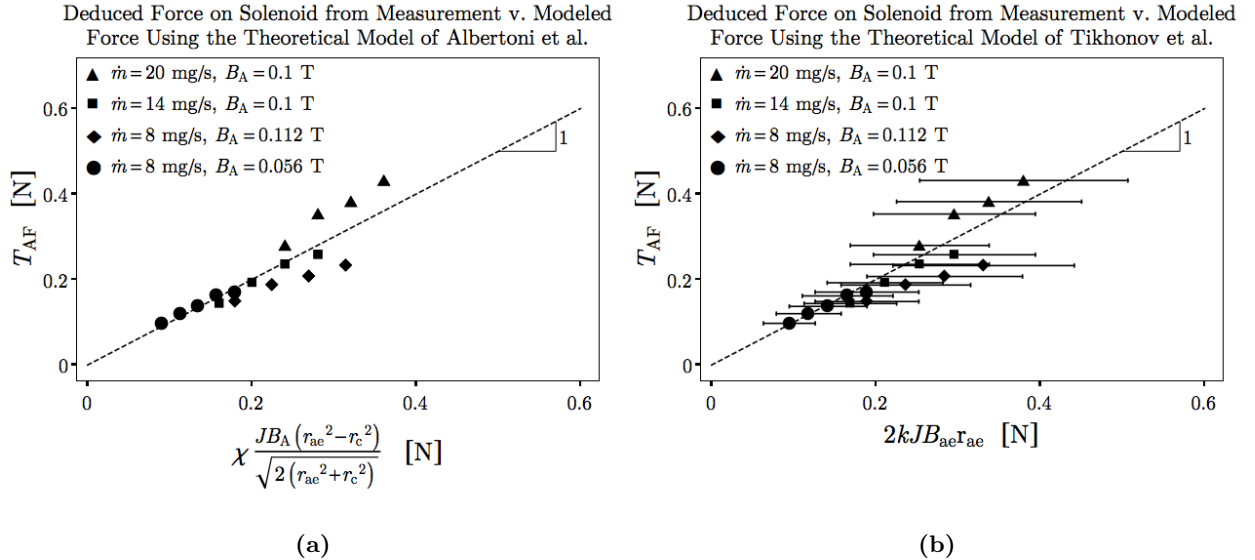 Deduced Force on Solenoid from Measurement v. Modeled
Force Using the Theoretical Model of Albertoni et al.
▲ ṁ=20 mg/s, B_A=0.1 T
■ ṁ=14 mg/s, B_A=0.1 T
◆ ṁ=8 mg/s, B_A=0.112 T
● ṁ=8 mg/s, B_A=0.056 T
1
T_AF [N]
0.6
0.4
0.2
0
0 0.2 0.4 0.6
χ JB_A(r_ae²−r_c²) / √(2(r_ae²+r_c²)) [N]
(a)
Deduced Force on Solenoid from Measurement v. Modeled
Force Using the Theoretical Model of Tikhonov et al.
▲ ṁ=20 mg/s, B_A=0.1 T
■ ṁ=14 mg/s, B_A=0.1 T
◆ ṁ=8 mg/s, B_A=0.112 T
● ṁ=8 mg/s, B_A=0.056 T
1
T_AF [N]
0.6
0.4
0.2
0
0 0.2 0.4 0.6
2kJB_ae r_ae [N]
(b)